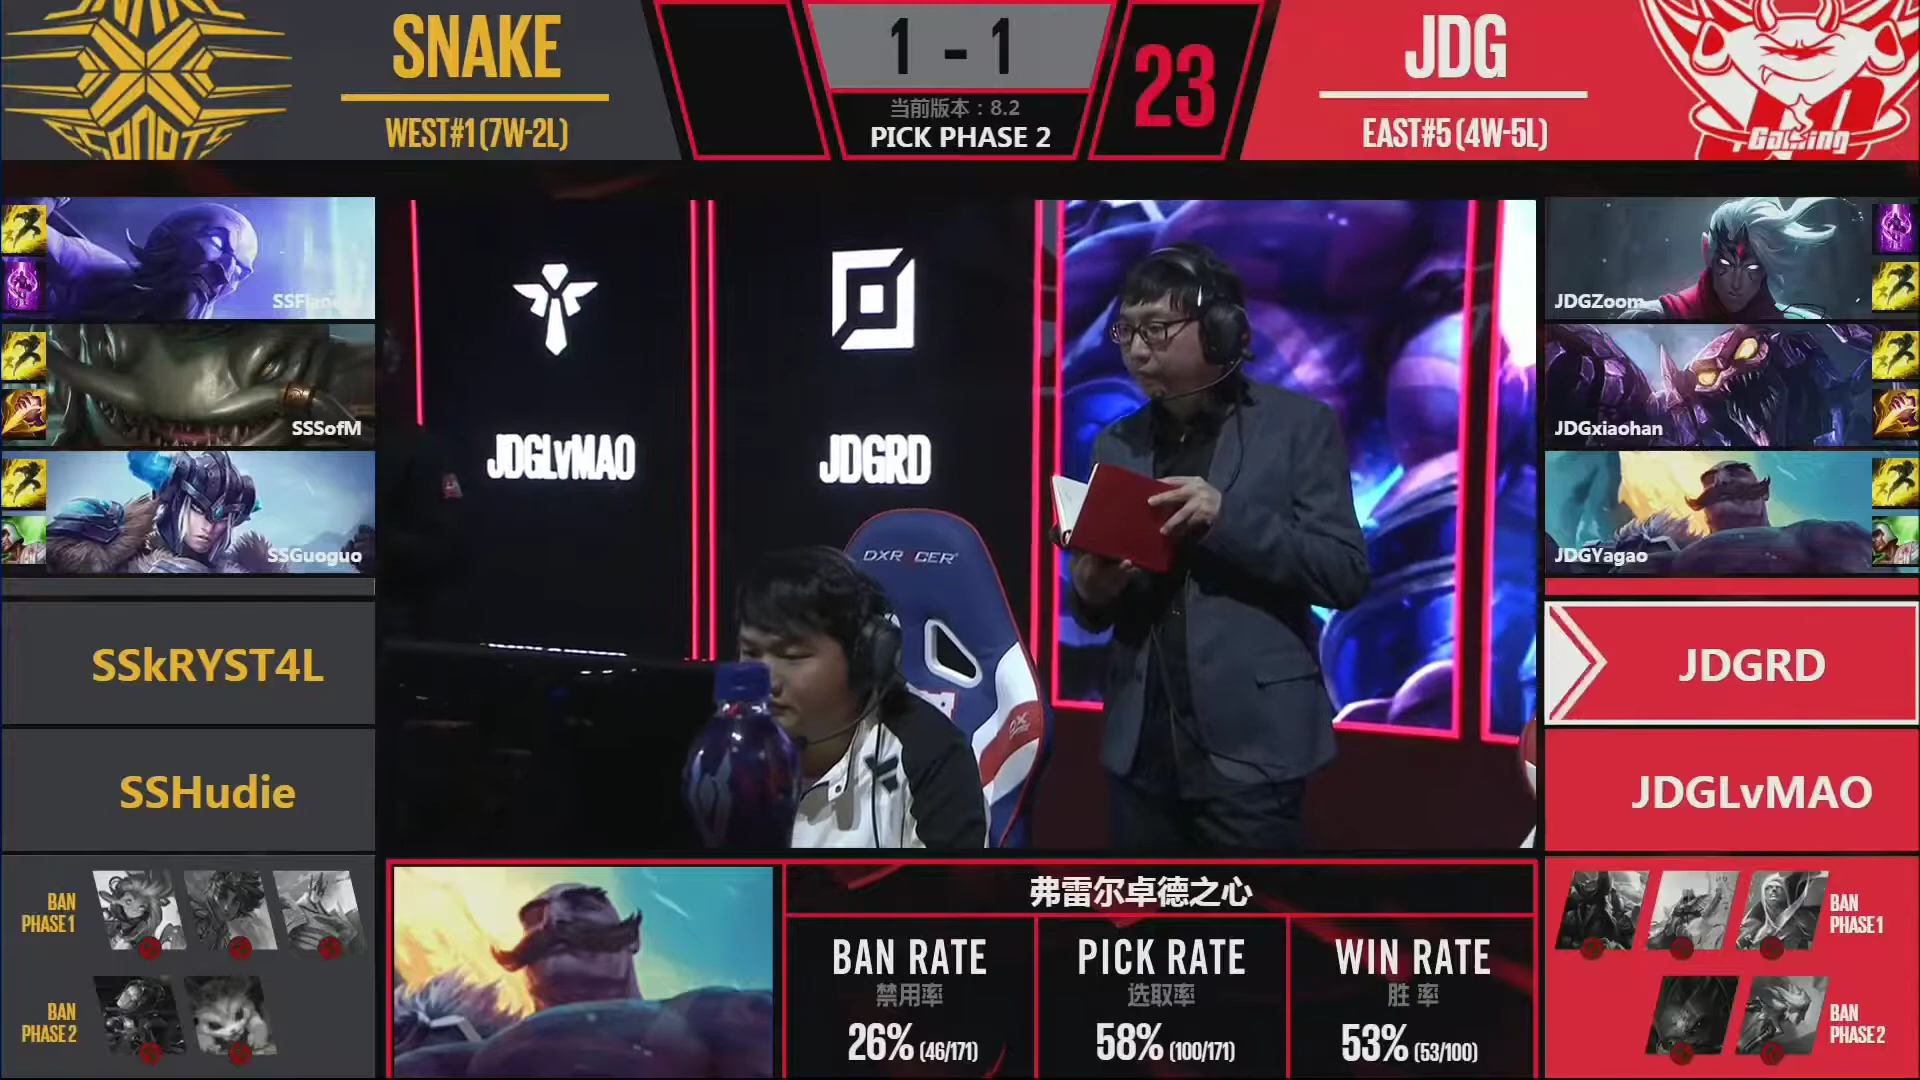 SNAKE
WEST#1 (7W-2L)
1 - 1
当前版本：8.2
PICK PHASE 2
23
JDG
EAST#5 (4W-5L)
Gaming
SSSofM
SSGuoguo
SSkRYST4L
SSHudie
JDGLvMAO
JDGRD
DXRACER
JDGZoom
JDGxiaohan
JDGYagao
JDGRD
JDGLvMAO
BAN
PHASE 1
BAN
PHASE 2
弗雷尔卓德之心
BAN RATE
禁用率
26% (46/171)
PICK RATE
选取率
58% (100/171)
WIN RATE
胜 率
53% (53/100)
BAN
PHASE 1
BAN
PHASE 2